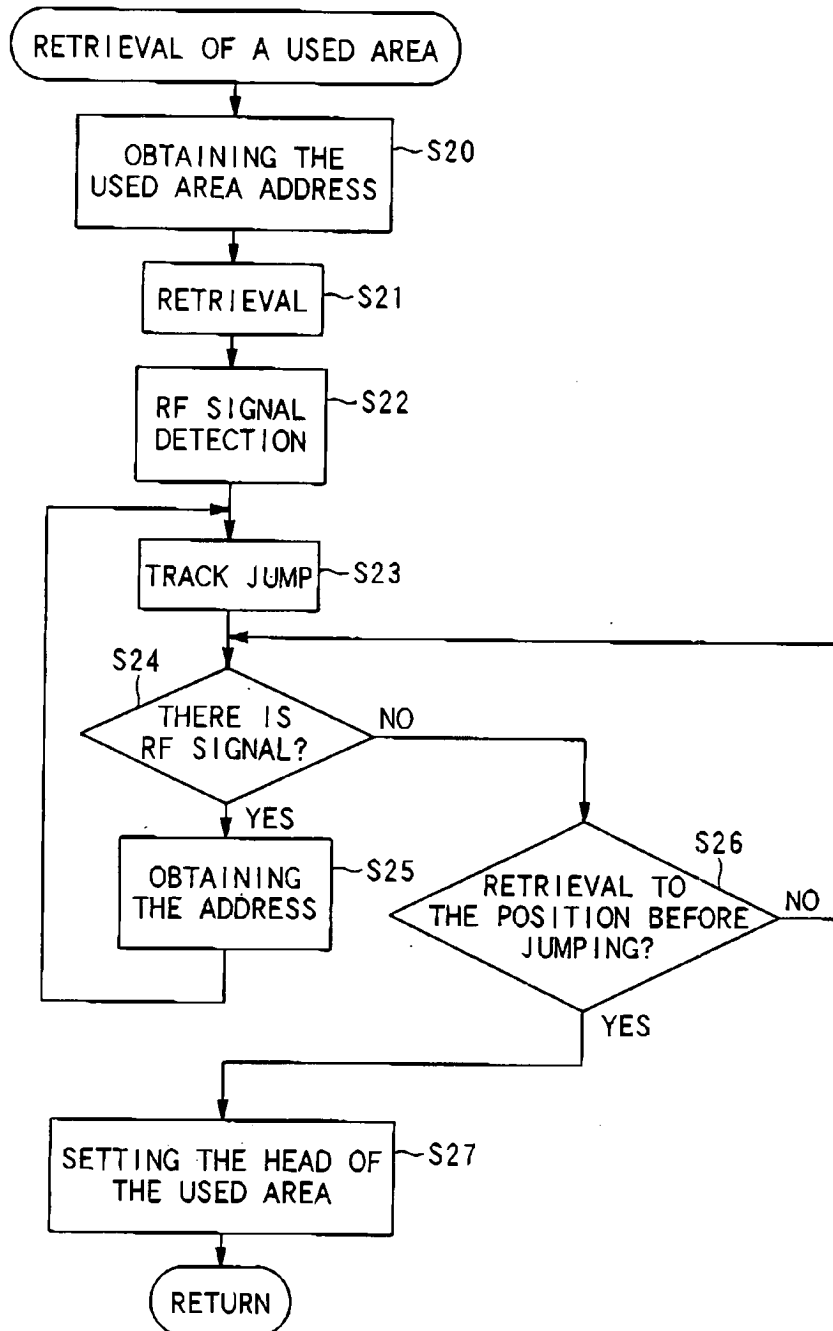 RETRIEVAL OF A USED AREA
OBTAINING THE
USED AREA ADDRESS
S20
RETRIEVAL
S21
RF SIGNAL
DETECTION
S22
TRACK JUMP
S23
S24
THERE IS
RF SIGNAL?
NO
YES
OBTAINING
THE ADDRESS
S25
S26
RETRIEVAL TO
THE POSITION BEFORE
JUMPING?
NO
YES
SETTING THE HEAD OF
THE USED AREA
S27
RETURN